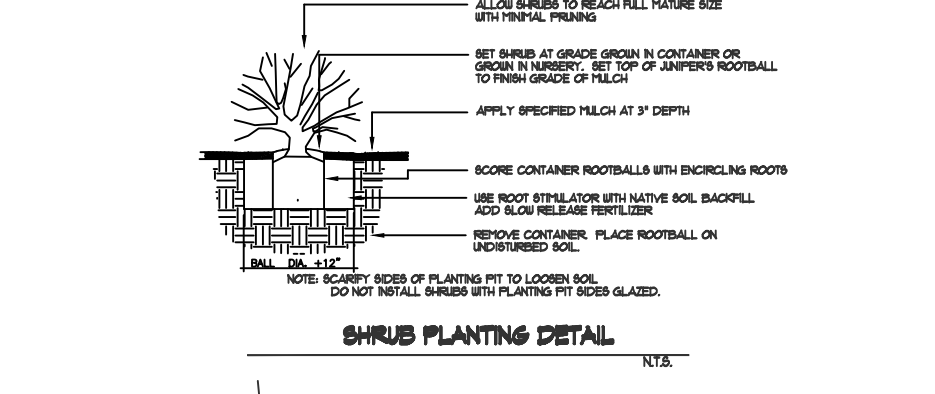 ALLOW SHRUBS TO REACH FULL MATURE SIZE
WITH MINIMAL PRUNING
SET SHRUB AT GRADE GROWN IN CONTAINER OR
GROWN IN NURSERY. SET TOP OF JUNIPER'S ROOTBALL
TO FINISH GRADE OF MULCH
APPLY SPECIFIED MULCH AT 3" DEPTH
SCORE CONTAINER ROOTBALLS WITH ENCIRCLING ROOTS
USE ROOT STIMULATOR WITH NATIVE SOIL BACKFILL
ADD SLOW RELEASE FERTILIZER
REMOVE CONTAINER. PLACE ROOTBALL ON
UNDISTURBED SOIL.
BALL DIA. +12"
NOTE: SCARIFY SIDES OF PLANTING PIT TO LOOSEN SOIL
DO NOT INSTALL SHRUBS WITH PLANTING PIT SIDES GLAZED.
SHRUB PLANTING DETAIL
N.T.S.